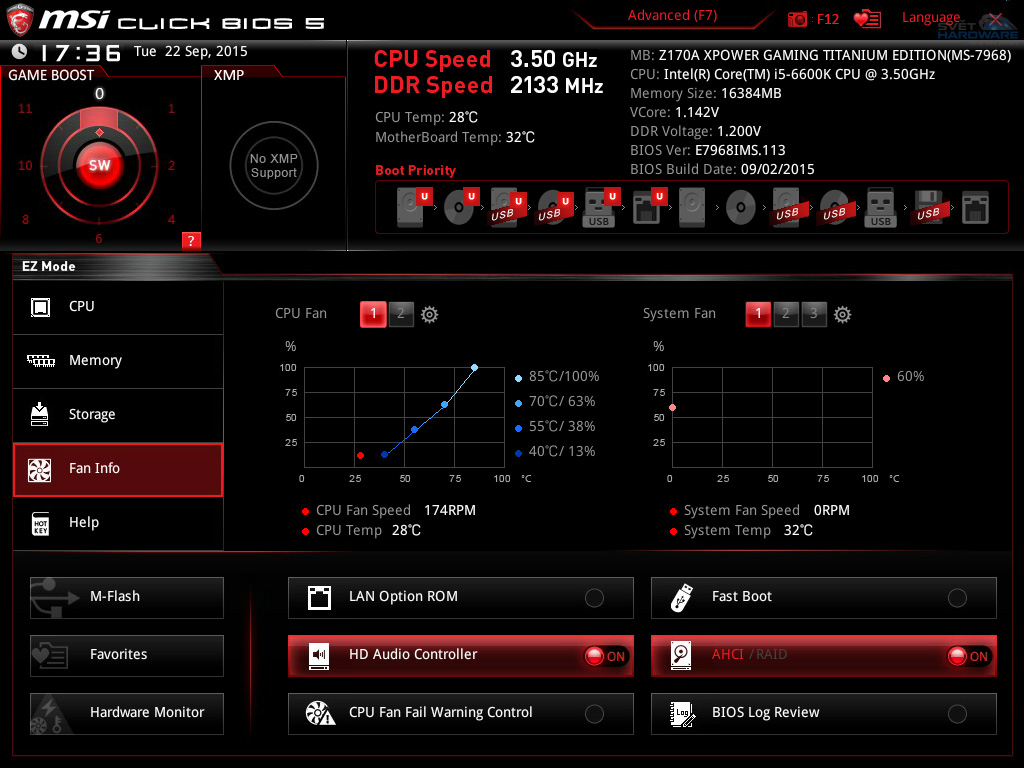 msi CLICK BIOS 5
Advanced (F7)
: F12
Language
X
SVET
HARDWARE
17:36 Tue 22 Sep, 2015
GAME BOOST
XMP
0
11 1
SW
10 2
8 4
6
?
No XMP
Support
CPU Speed 3.50 GHz
DDR Speed 2133 MHz
CPU Temp: 28℃
MotherBoard Temp: 32℃
MB: Z170A XPOWER GAMING TITANIUM EDITION(MS-7968)
CPU: Intel(R) Core(TM) i5-6600K CPU @ 3.50GHz
Memory Size: 16384MB
VCore: 1.142V
DDR Voltage: 1.200V
BIOS Ver: E7968IMS.113
BIOS Build Date: 09/02/2015
Boot Priority
U U U U U U
USB USB USB USB USB USB USB
EZ Mode
CPU
Memory
Storage
Fan Info
HOT KEY Help
CPU Fan 1 2
%
100
75
50
25
0 25 50 75 100 ℃
85℃/100%
70℃/ 63%
55℃/ 38%
40℃/ 13%
CPU Fan Speed 174RPM
CPU Temp 28℃
System Fan 1 2 3
%
100
75
50
25
0 25 50 75 100 ℃
60%
System Fan Speed 0RPM
System Temp 32℃
M-Flash
Favorites
Hardware Monitor
LAN Option ROM
Fast Boot
HD Audio Controller ON
AHCI /RAID ON
CPU Fan Fail Warning Control
Log BIOS Log Review